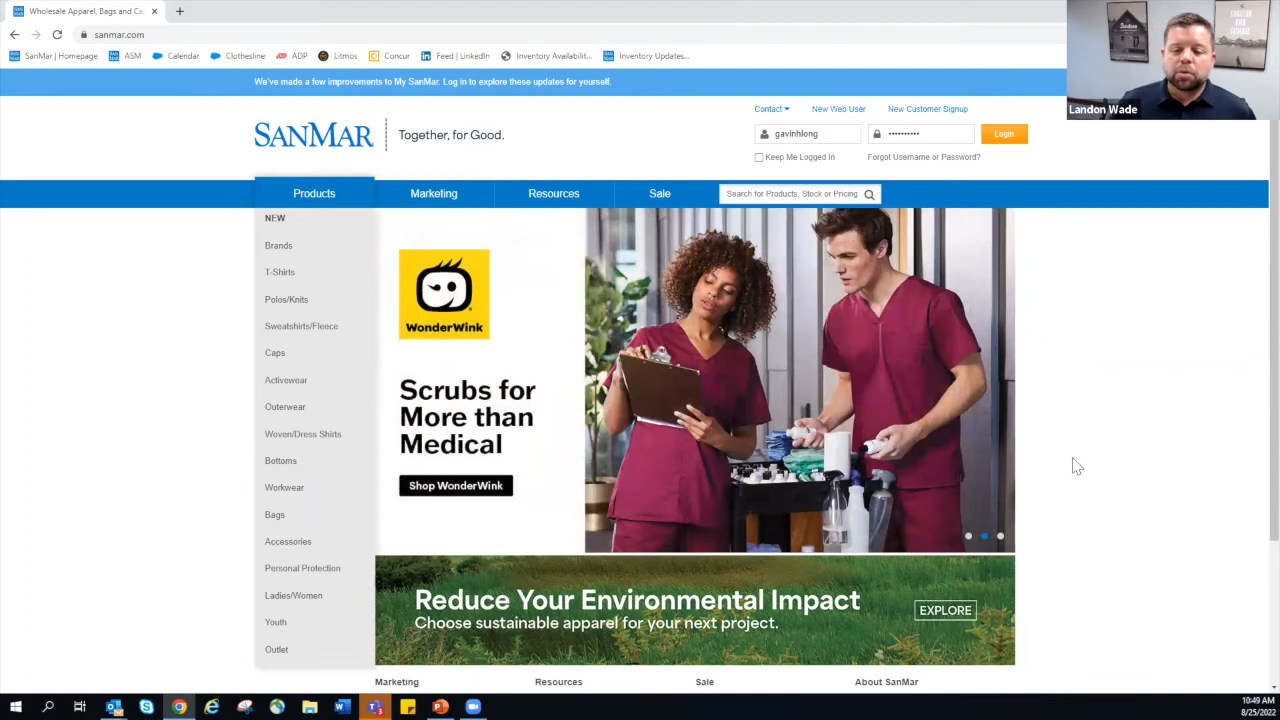 Wholesale Apparel, Bags and Ca
sanmar.com
SanMar | Homepage
ASM
Calendar
Clothesline
ADP
Litmos
Concur
Feed | LinkedIn
Inventory Availabilit...
Inventory Updates...
Landon Wade
We've made a few improvements to My SanMar. Log in to explore these updates for yourself.
SANMAR
Together, for Good.
Contact
New Web User
New Customer Signup
gavinhlong
Login
Keep Me Logged In
Forgot Username or Password?
Products
Marketing
Resources
Sale
Search for Products, Stock or Pricing
NEW
Brands
T-Shirts
Polos/Knits
Sweatshirts/Fleece
Caps
Activewear
Outerwear
Woven/Dress Shirts
Bottoms
Workwear
Bags
Accessories
Personal Protection
Ladies/Women
Youth
Outlet
WonderWink
Scrubs for
More than
Medical
Shop WonderWink
Reduce Your Environmental Impact
Choose sustainable apparel for your next project.
EXPLORE
Marketing
Resources
Sale
About SanMar
10:49 AM
8/25/2022